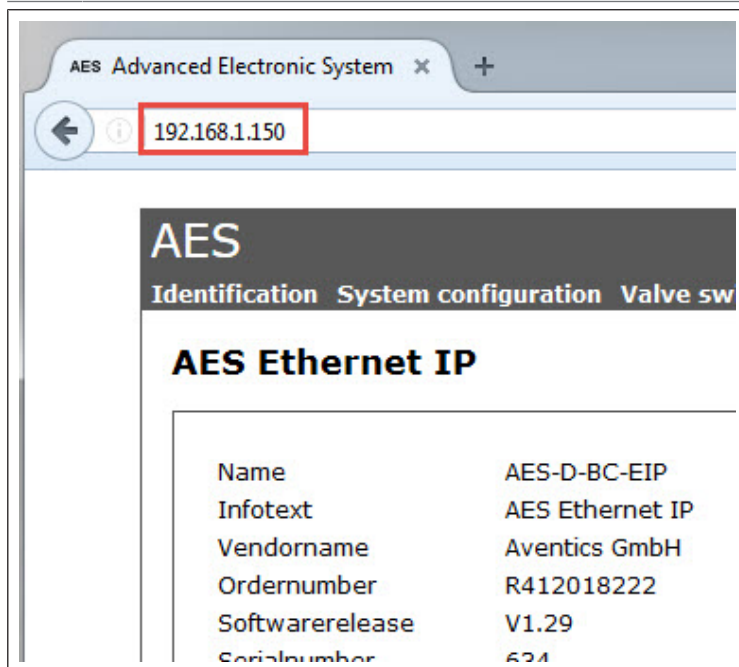 AES Advanced Electronic System × +
192.168.1.150
AES
Identification System configuration Valve sw
AES Ethernet IP
Name AES-D-BC-EIP
Infotext AES Ethernet IP
Vendorname Aventics GmbH
Ordernumber R412018222
Softwarerelease V1.29
Serialnumber 634